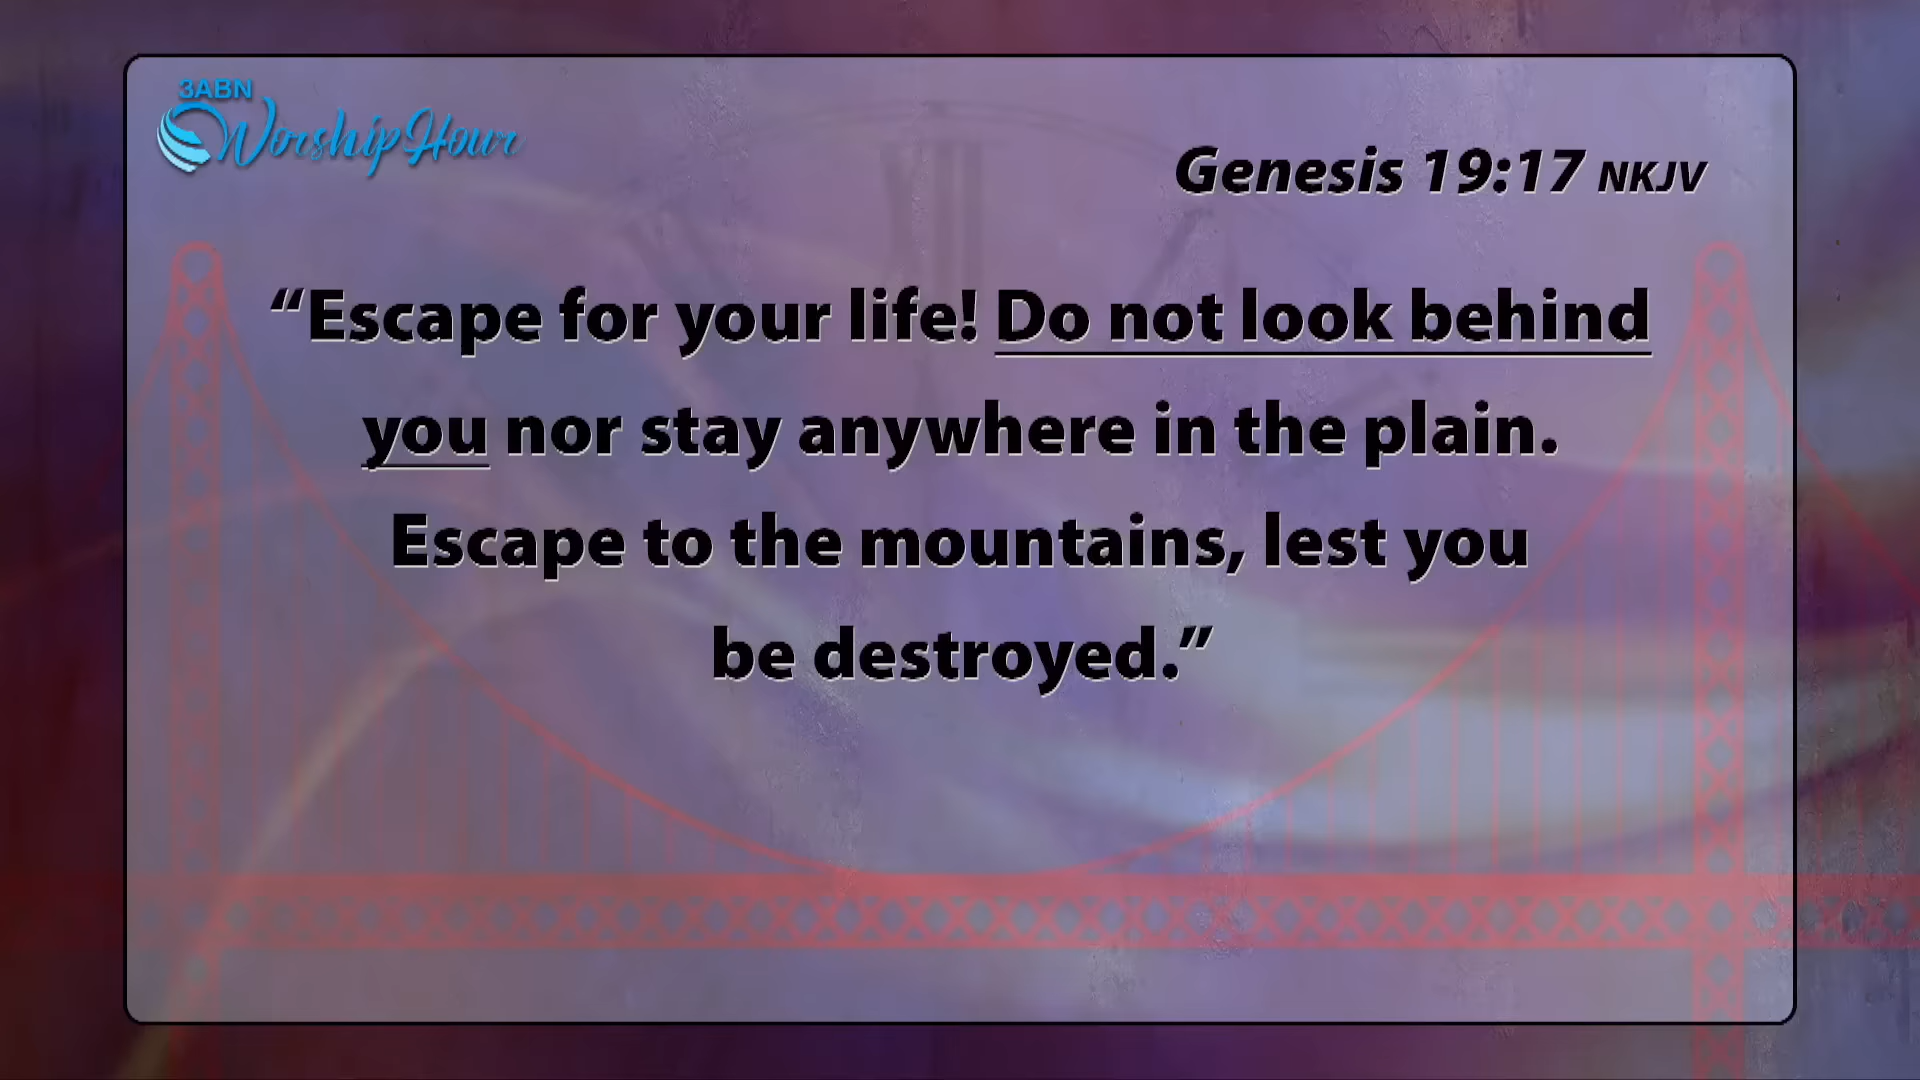 3ABN
Worship Hour
Genesis 19:17 NKJV
“Escape for your life! Do not look behind
you nor stay anywhere in the plain.
Escape to the mountains, lest you
be destroyed.”